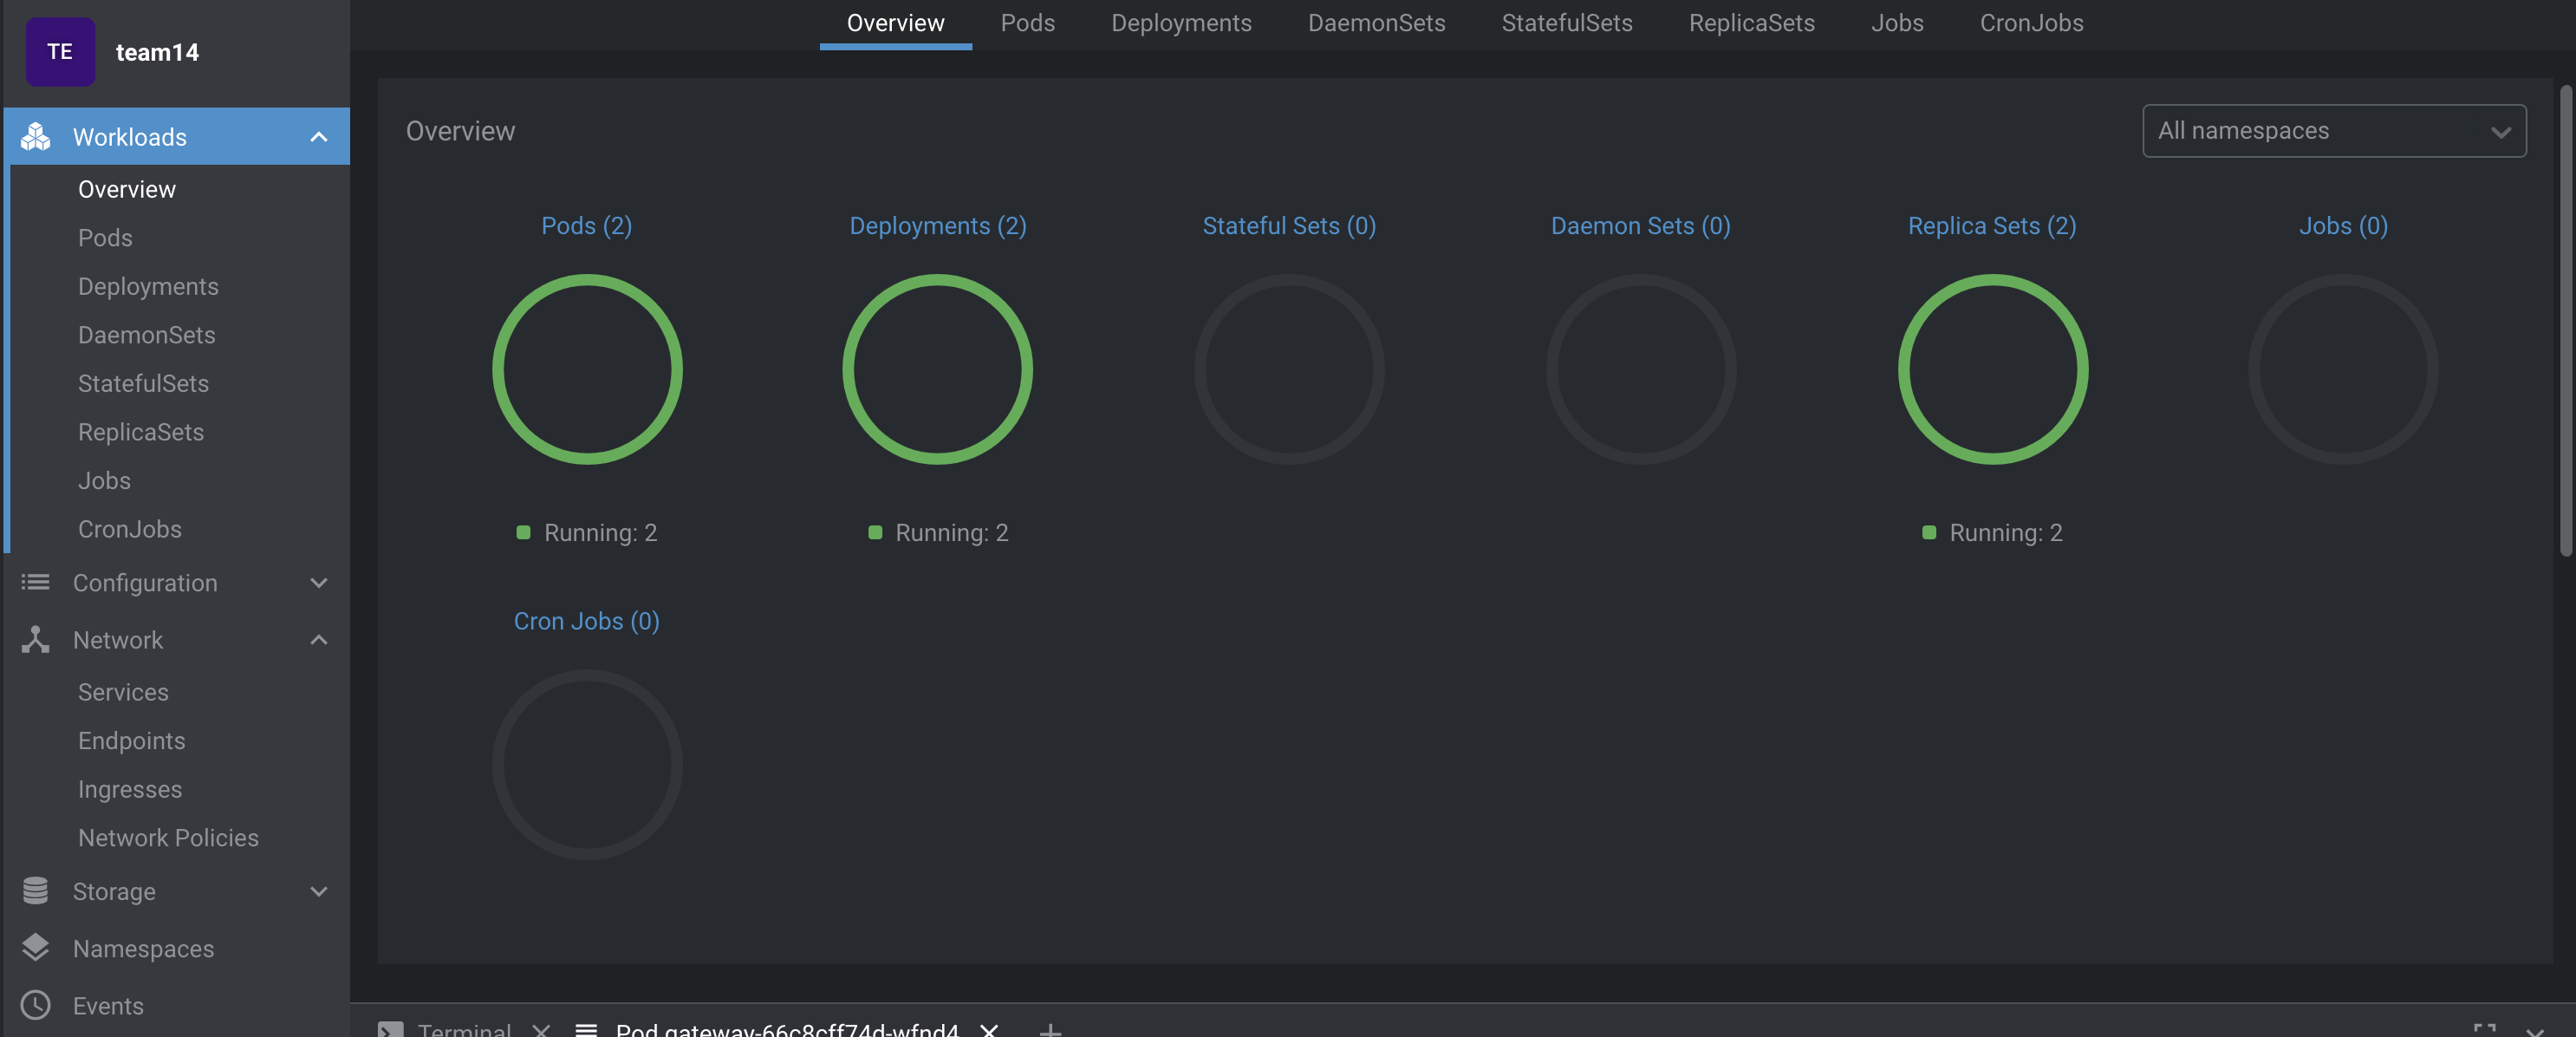 TE
team14
Workloads
Overview
Pods
Deployments
DaemonSets
StatefulSets
ReplicaSets
Jobs
CronJobs
Configuration
Network
Services
Endpoints
Ingresses
Network Policies
Storage
Namespaces
Events
Overview Pods Deployments DaemonSets StatefulSets ReplicaSets Jobs CronJobs
Overview
All namespaces
Pods (2) Deployments (2) Stateful Sets (0) Daemon Sets (0) Replica Sets (2) Jobs (0)
Running: 2 Running: 2 Running: 2
Cron Jobs (0)
Terminal Pod gateway-66c8cff74d-wfnd4